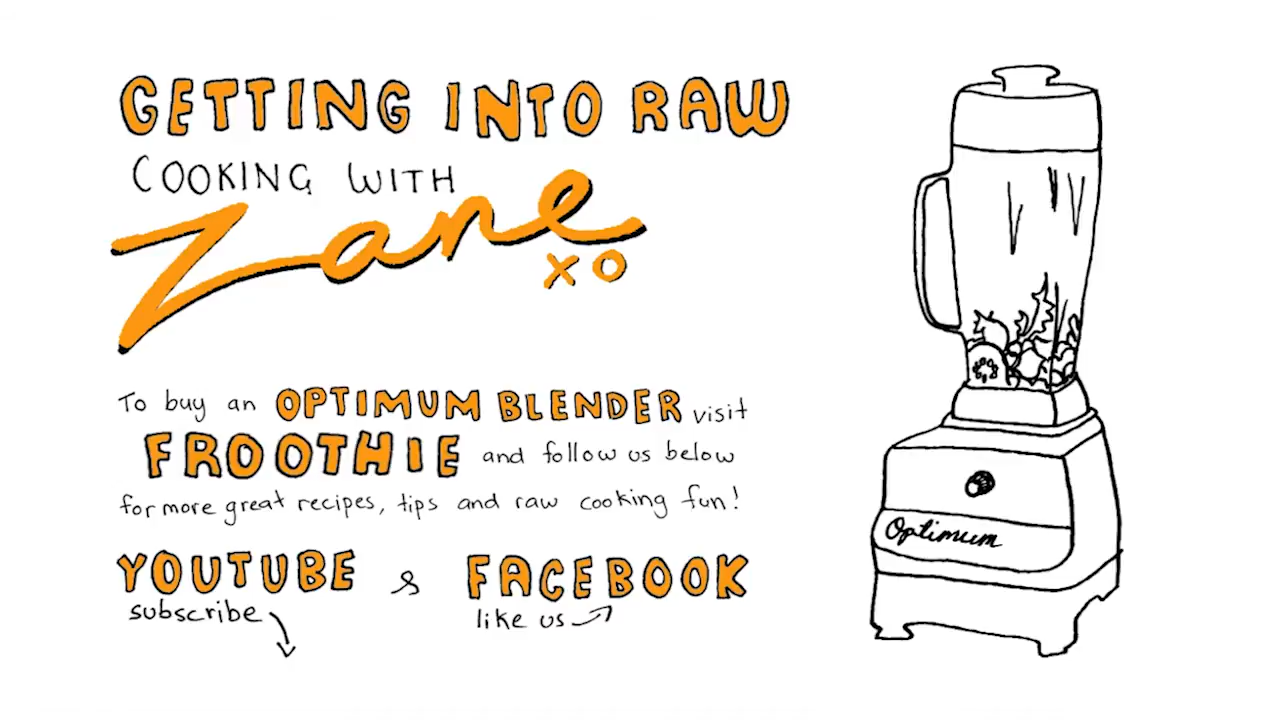 GETTING INTO RAW
COOKING WITH
Zane
XO
To buy an OPTIMUM BLENDER visit
FROOTHIE and follow us below
for more great recipes, tips and raw cooking fun!
YOUTUBE & FACEBOOK
subscribe like us
Optimum